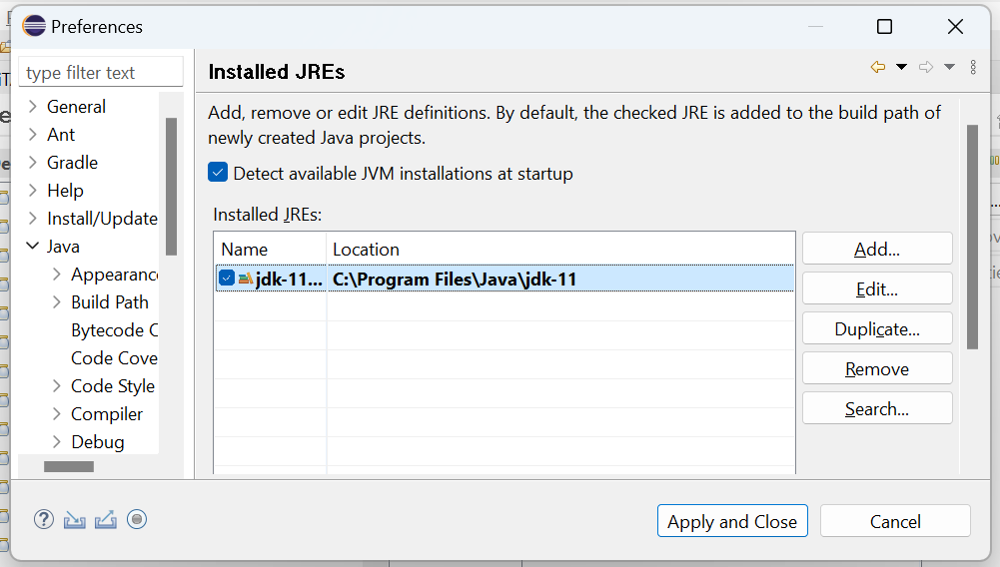 Preferences
type filter text
General
Ant
Gradle
Help
Install/Update
Java
Appearanc
Build Path
Bytecode C
Code Cove
Code Style
Compiler
Debug
Installed JREs
Add, remove or edit JRE definitions. By default, the checked JRE is added to the build path of
newly created Java projects.
Detect available JVM installations at startup
Installed JREs:
Name Location
jdk-11... C:\Program Files\Java\jdk-11
Add...
Edit...
Duplicate...
Remove
Search...
Apply and Close
Cancel